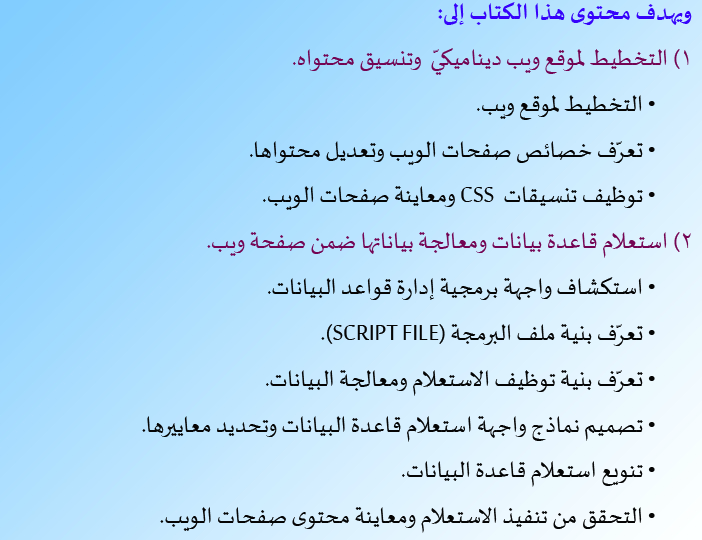 ويهدف محتوى هذا الكتاب إلى:
١) التخطيط لموقع ويب ديناميكيّ وتنسيق محتواه.
• التخطيط لموقع ويب.
• تعرّف خصائص صفحات الويب وتعديل محتواها.
• توظيف تنسيقات CSS ومعاينة صفحات الويب.
٢) استعلام قاعدة بيانات ومعالجة بياناتها ضمن صفحة ويب.
• استكشاف واجهة برمجية إدارة قواعد البيانات.
• تعرّف بنية ملف البرمجة (SCRIPT FILE).
• تعرّف بنية توظيف الاستعلام ومعالجة البيانات.
• تصميم نماذج واجهة استعلام قاعدة البيانات وتحديد معاييرها.
• تنويع استعلام قاعدة البيانات.
• التحقق من تنفيذ الاستعلام ومعاينة محتوى صفحات الويب.